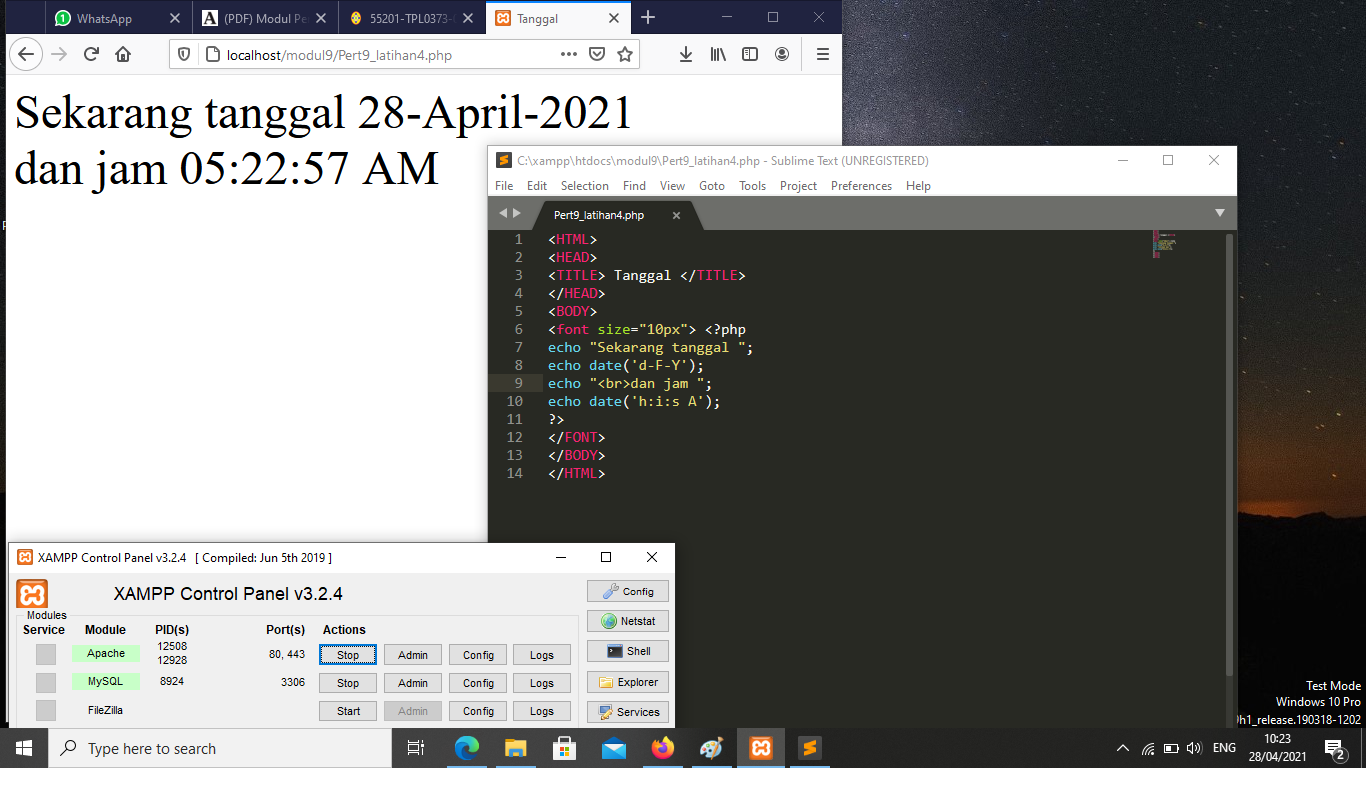 WhatsApp
(PDF) Modul Pe
55201-TPL0373-
Tanggal
localhost/modul9/Pert9_latihan4.php
Sekarang tanggal 28-April-2021
dan jam 05:22:57 AM
C:\xampp\htdocs\modul9\Pert9_latihan4.php - Sublime Text (UNREGISTERED)
File Edit Selection Find View Goto Tools Project Preferences Help
Pert9_latihan4.php
1 <HTML>
2 <HEAD>
3 <TITLE> Tanggal </TITLE>
4 </HEAD>
5 <BODY>
6 <font size="10px"> <?php
7 echo "Sekarang tanggal ";
8 echo date('d-F-Y');
9 echo "<br>dan jam ";
10 echo date('h:i:s A');
11 ?>
12 </FONT>
13 </BODY>
14 </HTML>
XAMPP Control Panel v3.2.4 [ Compiled: Jun 5th 2019 ]
XAMPP Control Panel v3.2.4
Modules
Service Module PID(s) Port(s) Actions
Apache 12508 12928 80, 443 Stop Admin Config Logs
MySQL 8924 3306 Stop Admin Config Logs
FileZilla Start Admin Config Logs
Config
Netstat
Shell
Explorer
Services
Test Mode
Windows 10 Pro
9h1_release.190318-1202
Type here to search
ENG
10:23
28/04/2021
2